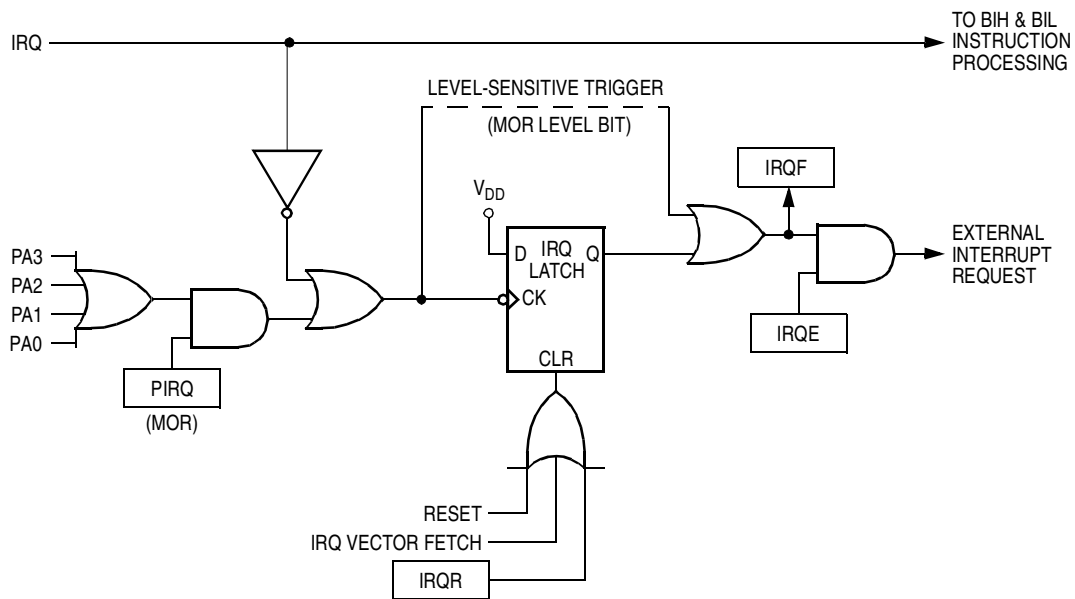 IRQ
TO BIH & BIL
INSTRUCTION
PROCESSING
LEVEL-SENSITIVE TRIGGER
(MOR LEVEL BIT)
IRQF
VDD
PA3
PA2
PA1
PA0
D
IRQ
LATCH
Q
CK
CLR
EXTERNAL
INTERRUPT
REQUEST
IRQE
PIRQ
(MOR)
RESET
IRQ VECTOR FETCH
IRQR